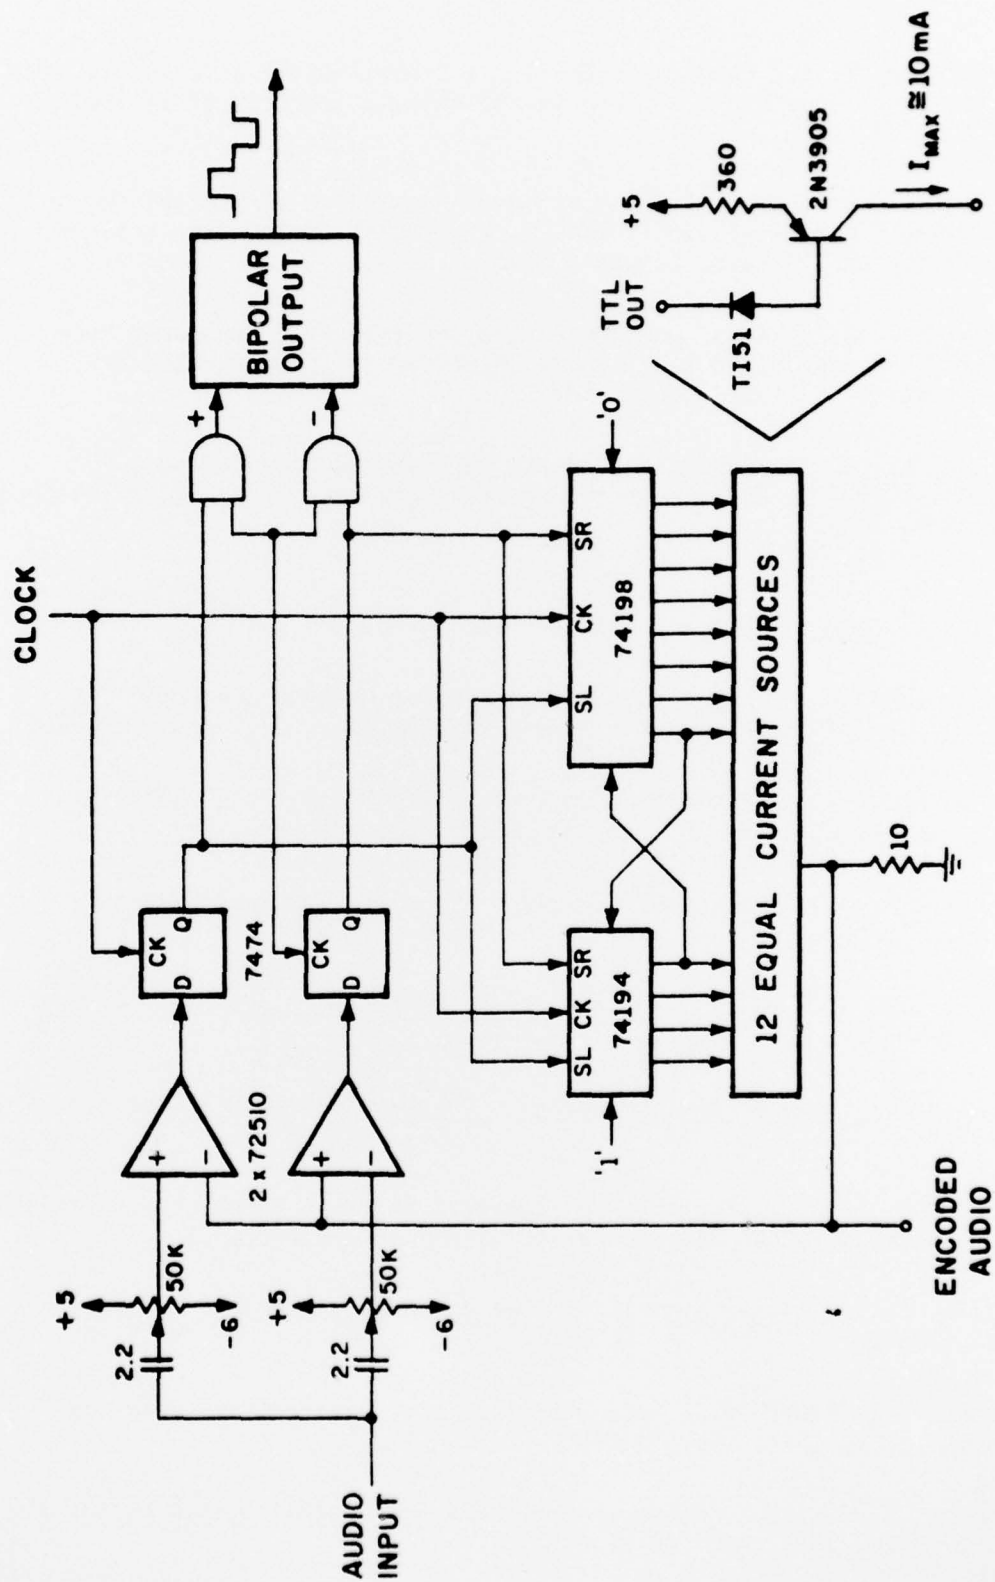 CLOCK
+5
2.2
50K
-6
+5
2.2
50K
-6
AUDIO
INPUT
+
-
+
-
2 x 72510
CK
D
Q
7474
CK
D
Q
+
-
BIPOLAR
OUTPUT
'1'
SL
CK
SR
74194
SL
CK
SR
74198
'0'
12 EQUAL CURRENT SOURCES
10
ENCODED
AUDIO
TTL
OUT
TI51
+5
360
2N3905
I MAX ≅ 10mA